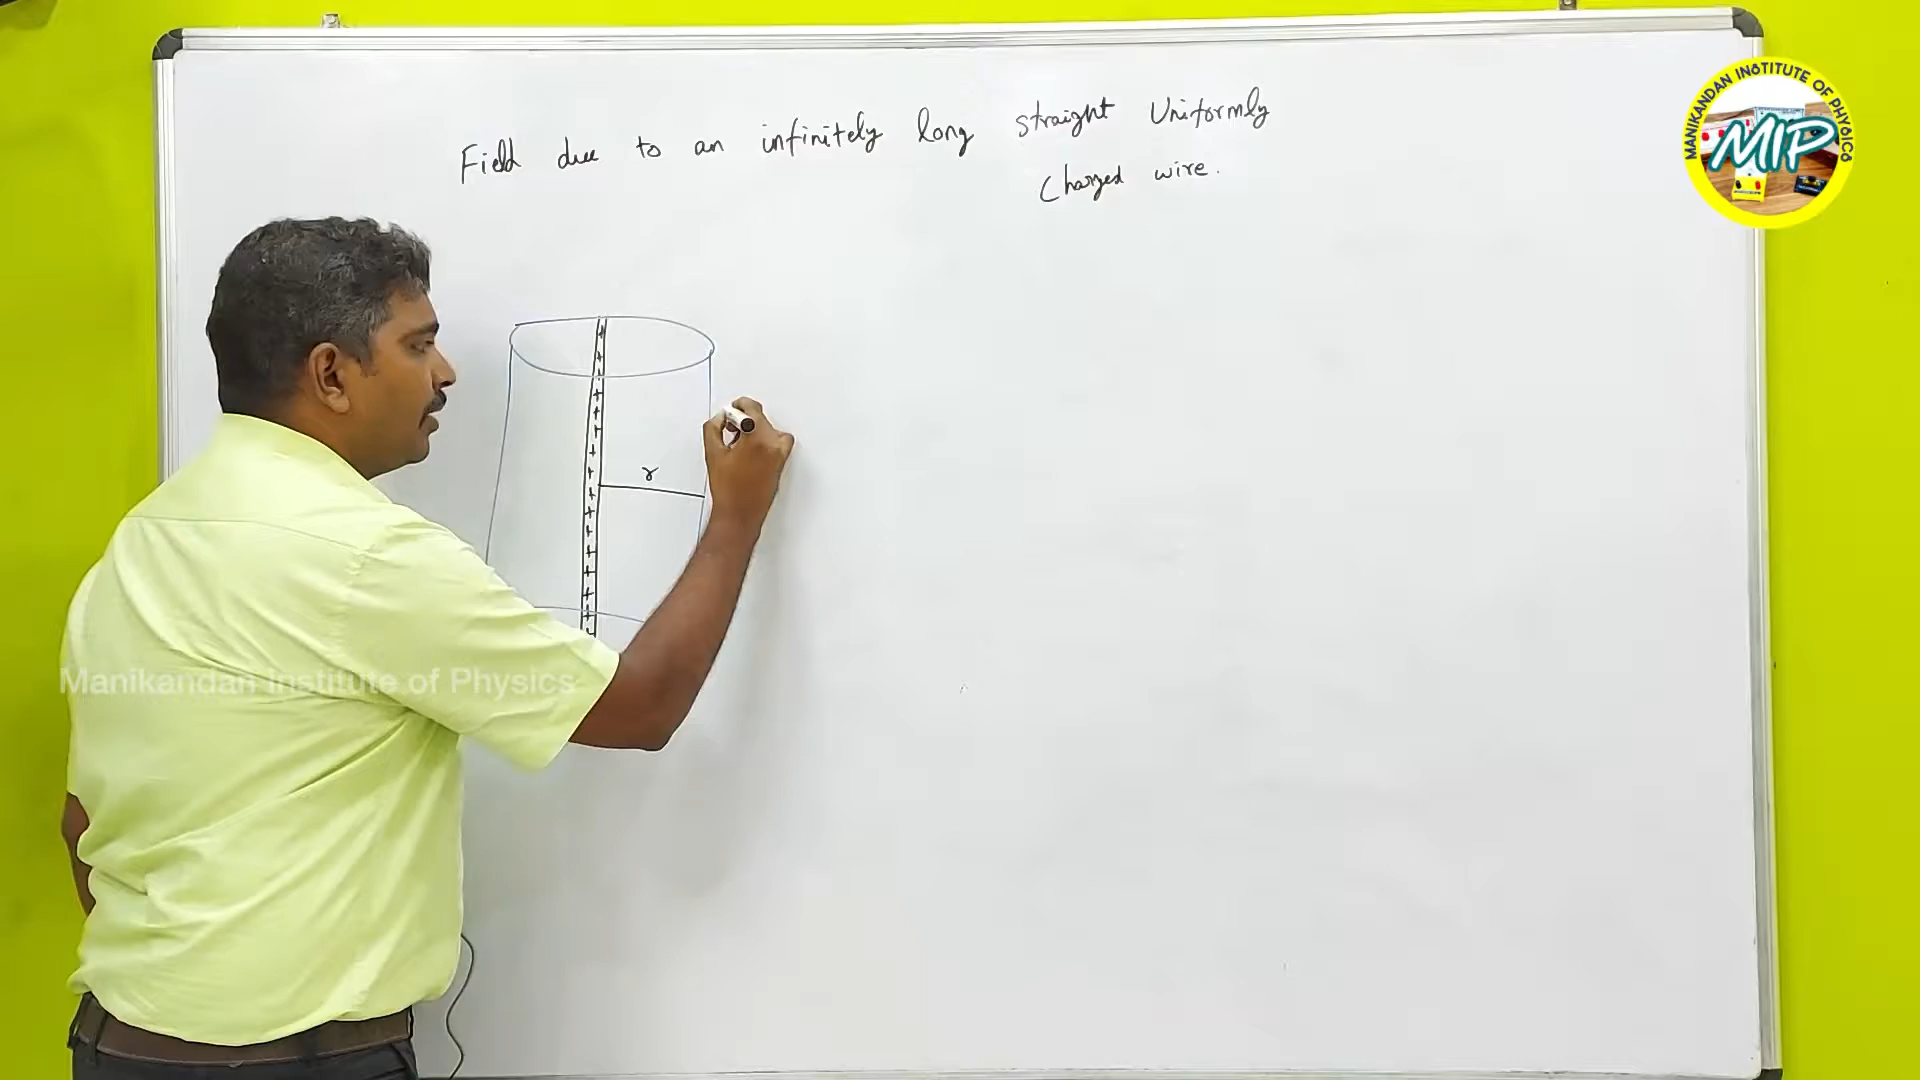 Field due to an infinitely long straight Uniformly
Charged wire.
r
MANIKANDAN INSTITUTE OF PHYSICS
MIP
Manikandan Institute of Physics